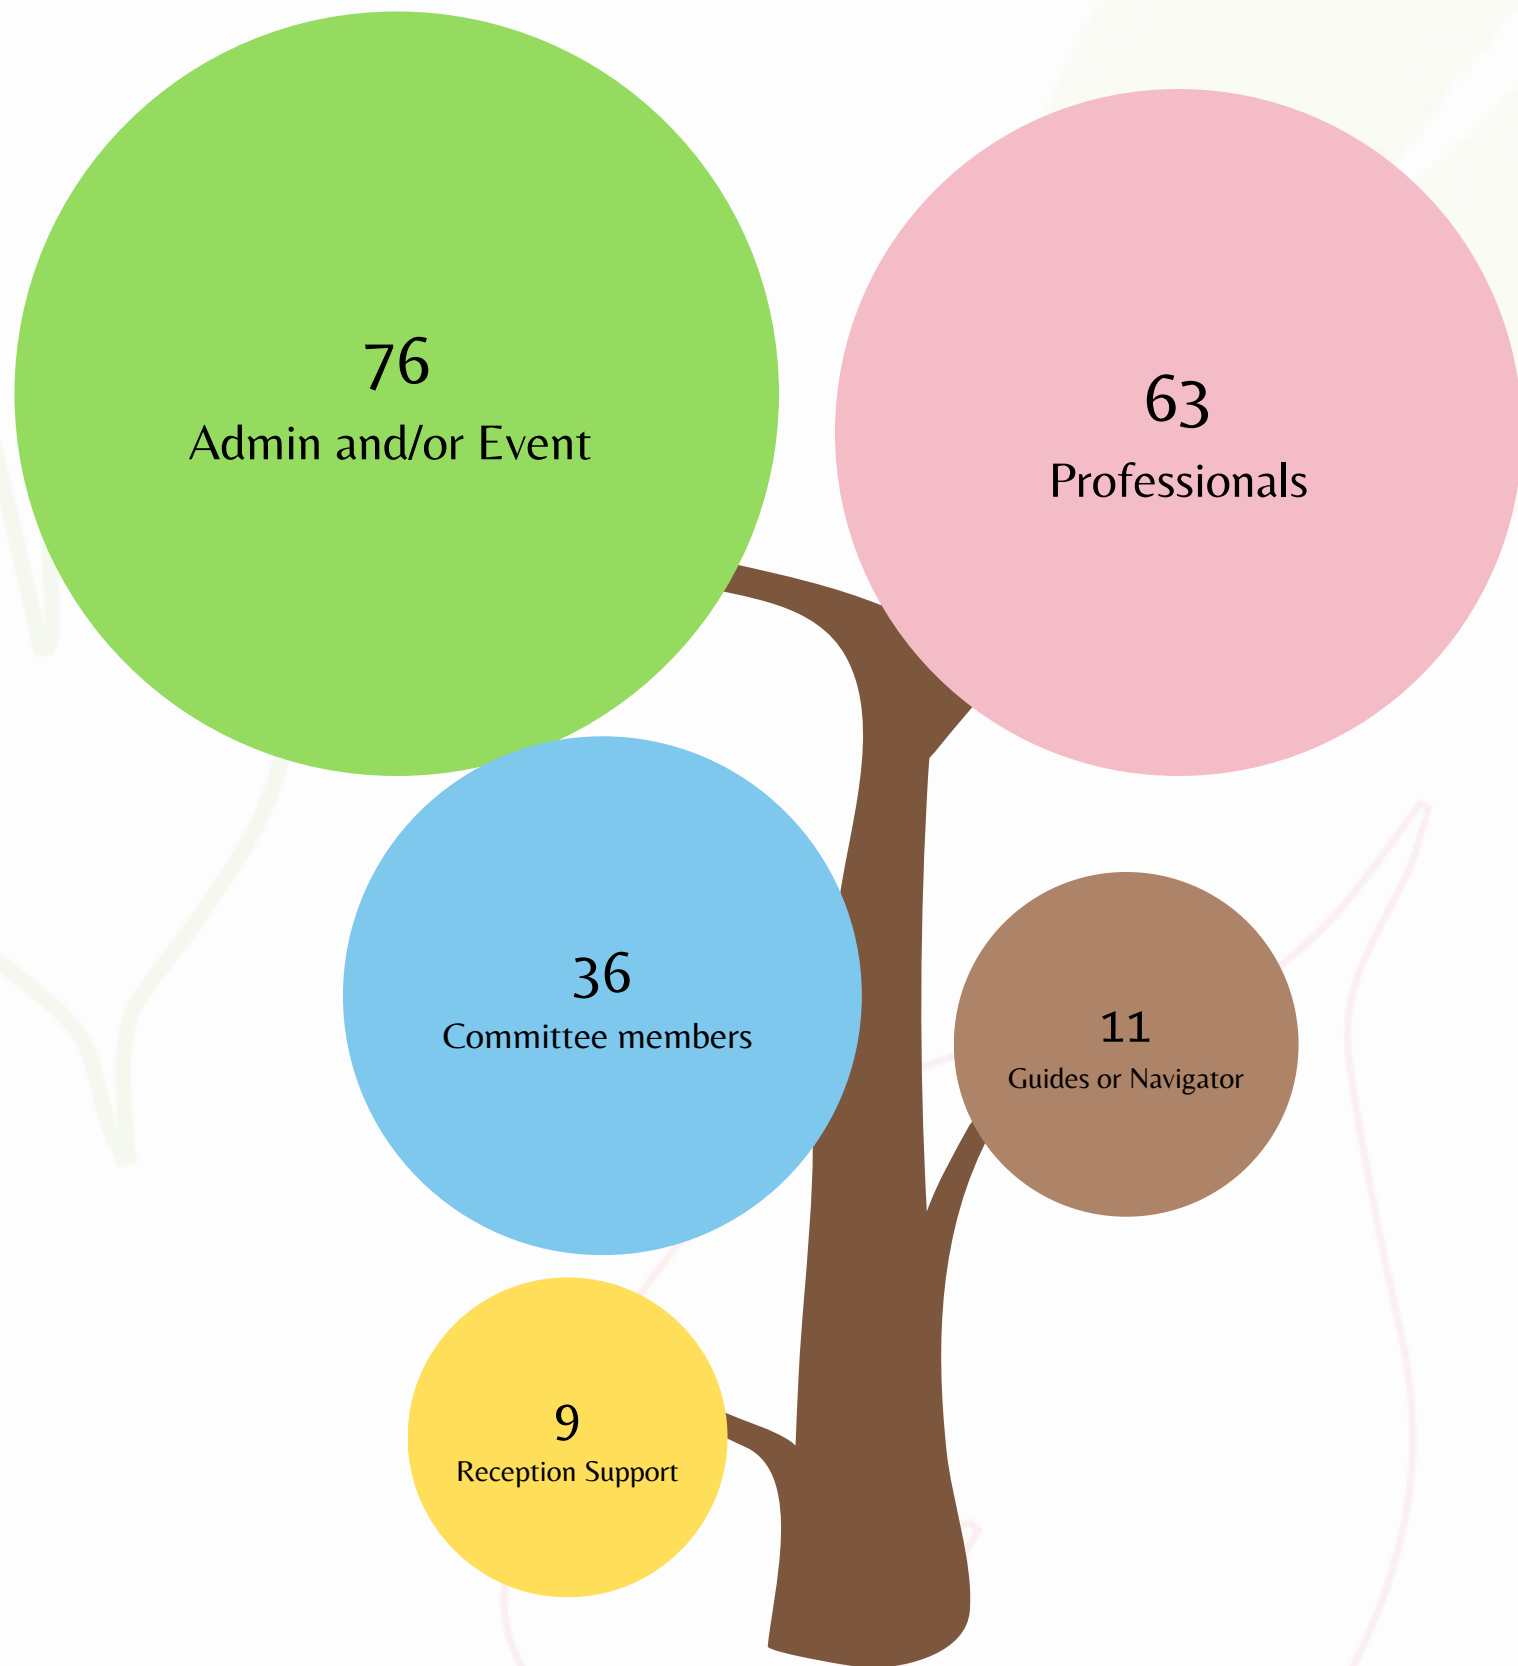 76
Admin and/or Event
63
Professionals
36
Committee members
11
Guides or Navigator
9
Reception Support